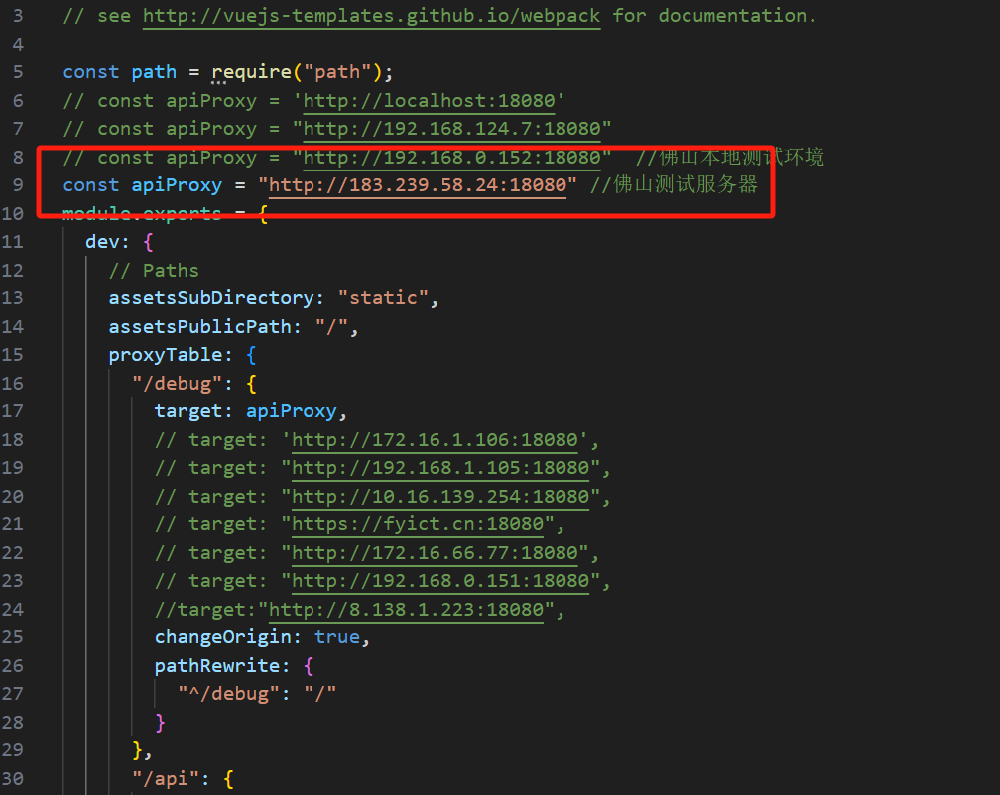 3 // see http://vuejs-templates.github.io/webpack for documentation.
4
5 const path = require("path");
6 // const apiProxy = 'http://localhost:18080'
7 // const apiProxy = "http://192.168.124.7:18080"
8 // const apiProxy = "http://192.168.0.152:18080"  //佛山本地测试环境
9 const apiProxy = "http://183.239.58.24:18080" //佛山测试服务器
10 module.exports = {
11   dev: {
12     // Paths
13     assetsSubDirectory: "static",
14     assetsPublicPath: "/",
15     proxyTable: {
16       "/debug": {
17         target: apiProxy,
18         // target: 'http://172.16.1.106:18080',
19         // target: "http://192.168.1.105:18080",
20         // target: "http://10.16.139.254:18080",
21         // target: "https://fyict.cn:18080",
22         // target: "http://172.16.66.77:18080",
23         // target: "http://192.168.0.151:18080",
24         //target:"http://8.138.1.223:18080",
25         changeOrigin: true,
26         pathRewrite: {
27           "^/debug": "/"
28         }
29       },
30       "/api": {